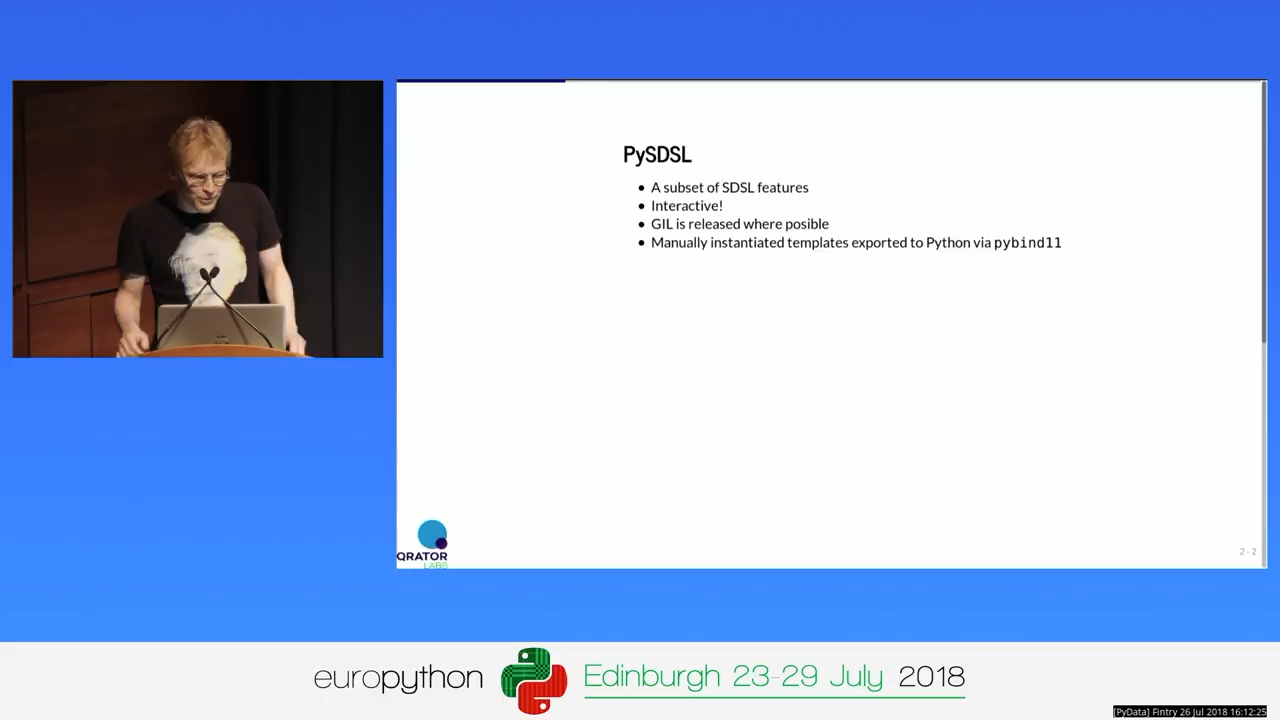 PySDSL
A subset of SDSL features
Interactive!
GIL is released where posible
Manually instantiated templates exported to Python via pybind11
QRATOR
LABS
2 - 2
europython
Edinburgh 23-29 July 2018
[PyData] Fintry 26 Jul 2018 16:12:25